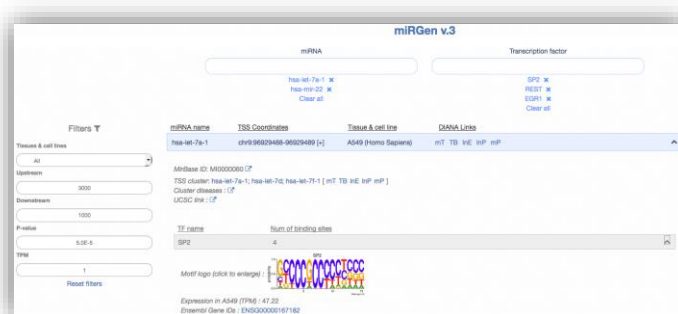 miRGen v.3
miRNA
Transcription factor
hsa-let-7a-1 ✖
SP2 ✖
hsa-mir-22 ✖
REST ✖
Clear all
EGR1 ✖
Clear all
Filters
miRNA name TSS Coordinates Tissue & cell line DIANA Links
Tissues & cell lines
hsa-let-7a-1 chr9:96929488-96929489 [+] A549 (Homo Sapiens) mT TB InE InP mP
All
Upstream
MirBase ID: MI0000060
3000
TSS cluster: hsa-let-7a-1; hsa-let-7d; hsa-let-7f-1 [ mT TB InE InP mP ]
Downstream
Cluster diseases :
1000
UCSC link :
P-value
5.0E-5
TF name Num of binding sites
TPM
SP2 4
1
Reset filters
SP2
Motif logo (click to enlarge) :
Expression in A549 (TPM) : 47.22
Ensembl Gene IDs : ENSG00000167182